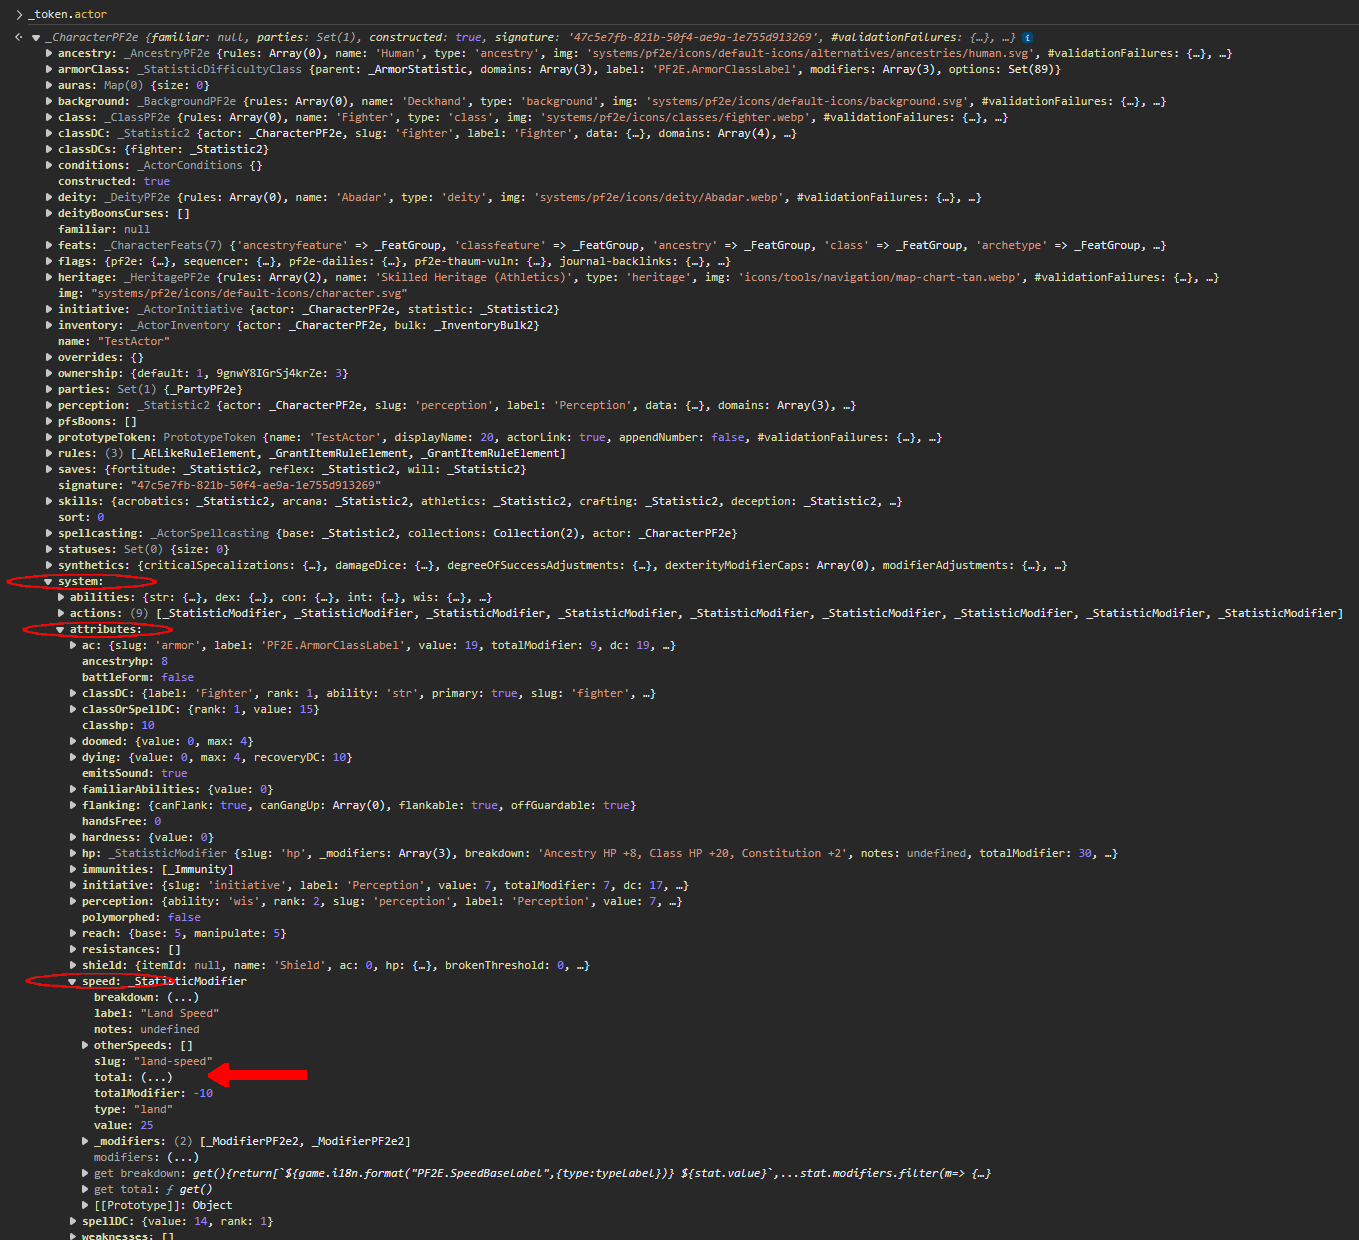 _token.actor
_CharacterPF2e {familiar: null, parties: Set(1), constructed: true, signature: '47c5e7fb-821b-50f4-ae9a-1e755d913269', #validationFailures: {…}, …} i
ancestry: _AncestryPF2e {rules: Array(0), name: 'Human', type: 'ancestry', img: 'systems/pf2e/icons/default-icons/alternatives/ancestries/human.svg', #validationFailures: {…}, …}
armorClass: _StatisticDifficultyClass {parent: _ArmorStatistic, domains: Array(3), label: 'PF2E.ArmorClassLabel', modifiers: Array(3), options: Set(89)}
auras: Map(0) {size: 0}
background: _BackgroundPF2e {rules: Array(0), name: 'Deckhand', type: 'background', img: 'systems/pf2e/icons/default-icons/background.svg', #validationFailures: {…}, …}
class: _ClassPF2e {rules: Array(0), name: 'Fighter', type: 'class', img: 'systems/pf2e/icons/classes/fighter.webp', #validationFailures: {…}, …}
classDC: _Statistic2 {actor: _CharacterPF2e, slug: 'fighter', label: 'Fighter', data: {…}, domains: Array(4), …}
classDCs: {fighter: _Statistic2}
conditions: _ActorConditions {}
constructed: true
deity: _DeityPF2e {rules: Array(0), name: 'Abadar', type: 'deity', img: 'systems/pf2e/icons/deity/Abadar.webp', #validationFailures: {…}, …}
deityBoonsCurses: []
familiar: null
feats: _CharacterFeats(7) {'ancestryfeature' => _FeatGroup, 'classfeature' => _FeatGroup, 'ancestry' => _FeatGroup, 'class' => _FeatGroup, 'archetype' => _FeatGroup, …}
flags: {pf2e: {…}, sequencer: {…}, pf2e-dailies: {…}, pf2e-thaum-vuln: {…}, journal-backlinks: {…}, …}
heritage: _HeritagePF2e {rules: Array(2), name: 'Skilled Heritage (Athletics)', type: 'heritage', img: 'icons/tools/navigation/map-chart-tan.webp', #validationFailures: {…}, …}
img: "systems/pf2e/icons/default-icons/character.svg"
initiative: _ActorInitiative {actor: _CharacterPF2e, statistic: _Statistic2}
inventory: _ActorInventory {actor: _CharacterPF2e, bulk: _InventoryBulk2}
name: "TestActor"
overrides: {}
ownership: {default: 1, 9gnwY8IGrSj4krZe: 3}
parties: Set(1) {_PartyPF2e}
perception: _Statistic2 {actor: _CharacterPF2e, slug: 'perception', label: 'Perception', data: {…}, domains: Array(3), …}
pfsBoons: []
prototypeToken: PrototypeToken {name: 'TestActor', displayName: 20, actorLink: true, appendNumber: false, #validationFailures: {…}, …}
rules: (3) [_AELikeRuleElement, _GrantItemRuleElement, _GrantItemRuleElement]
saves: {fortitude: _Statistic2, reflex: _Statistic2, will: _Statistic2}
signature: "47c5e7fb-821b-50f4-ae9a-1e755d913269"
skills: {acrobatics: _Statistic2, arcana: _Statistic2, athletics: _Statistic2, crafting: _Statistic2, deception: _Statistic2, …}
sort: 0
spellcasting: _ActorSpellcasting {base: _Statistic2, collections: Collection(2), actor: _CharacterPF2e}
statuses: Set(0) {size: 0}
synthetics: {criticalSpecalizations: {…}, damageDice: {…}, degreeOfSuccessAdjustments: {…}, dexterityModifierCaps: Array(0), modifierAdjustments: {…}, …}
system:
abilities: {str: {…}, dex: {…}, con: {…}, int: {…}, wis: {…}, …}
actions: (9) [_StatisticModifier, _StatisticModifier, _StatisticModifier, _StatisticModifier, _StatisticModifier, _StatisticModifier, _StatisticModifier, _StatisticModifier, _StatisticModifier]
attributes:
ac: {slug: 'armor', label: 'PF2E.ArmorClassLabel', value: 19, totalModifier: 9, dc: 19, …}
ancestryhp: 8
battleForm: false
classDC: {label: 'Fighter', rank: 1, ability: 'str', primary: true, slug: 'fighter', …}
classOrSpellDC: {rank: 1, value: 15}
classhp: 10
doomed: {value: 0, max: 4}
dying: {value: 0, max: 4, recoveryDC: 10}
emitsSound: true
familiarAbilities: {value: 0}
flanking: {canFlank: true, canGangUp: Array(0), flankable: true, offGuardable: true}
handsFree: 0
hardness: {value: 0}
hp: _StatisticModifier {slug: 'hp', _modifiers: Array(3), breakdown: 'Ancestry HP +8, Class HP +20, Constitution +2', notes: undefined, totalModifier: 30, …}
immunities: [_Immunity]
initiative: {slug: 'initiative', label: 'Perception', value: 7, totalModifier: 7, dc: 17, …}
perception: {ability: 'wis', rank: 2, slug: 'perception', label: 'Perception', value: 7, …}
polymorphed: false
reach: {base: 5, manipulate: 5}
resistances: []
shield: {itemId: null, name: 'Shield', ac: 0, hp: {…}, brokenThreshold: 0, …}
speed: _StatisticModifier
breakdown: (...)
label: "Land Speed"
notes: undefined
otherSpeeds: []
slug: "land-speed"
total: (...)
totalModifier: -10
type: "land"
value: 25
_modifiers: (2) [_ModifierPF2e2, _ModifierPF2e2]
modifiers: (...)
get breakdown: get(){return[`${game.i18n.format("PF2E.SpeedBaseLabel",{type:typeLabel})} ${stat.value}`,...stat.modifiers.filter(m=> {…}
get total: ƒ get()
[[Prototype]]: Object
spellDC: {value: 14, rank: 1}
weaknesses: []